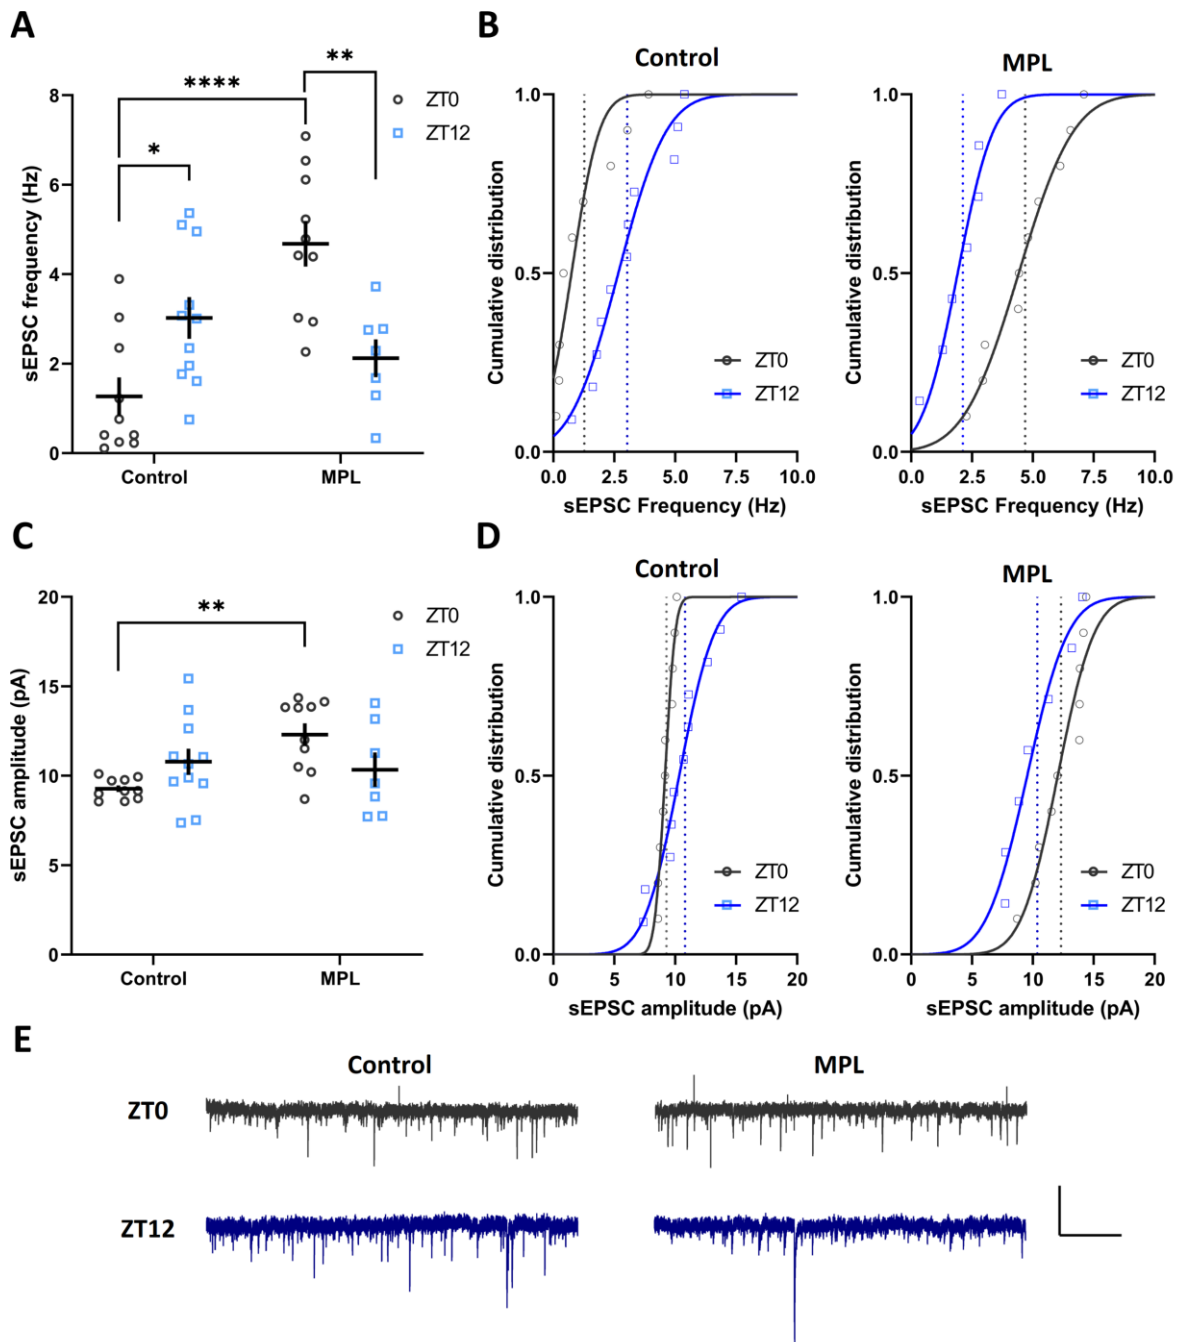 A
**
****
ZT0
ZT12
*
8
6
4
2
0
sEPSC frequency (Hz)
Control
MPL
B
Control
1.0
0.5
0.0
Cumulative distribution
ZT0
ZT12
0.0
2.5
5.0
7.5
10.0
sEPSC Frequency (Hz)
MPL
1.0
0.5
0.0
Cumulative distribution
ZT0
ZT12
0.0
2.5
5.0
7.5
10.0
sEPSC Frequency (Hz)
C
**
ZT0
ZT12
20
15
10
5
0
sEPSC amplitude (pA)
Control
MPL
D
Control
1.0
0.5
0.0
Cumulative distribution
ZT0
ZT12
0
5
10
15
20
sEPSC amplitude (pA)
MPL
1.0
0.5
0.0
Cumulative distribution
ZT0
ZT12
0
5
10
15
20
sEPSC amplitude (pA)
E
Control
MPL
ZT0
ZT12